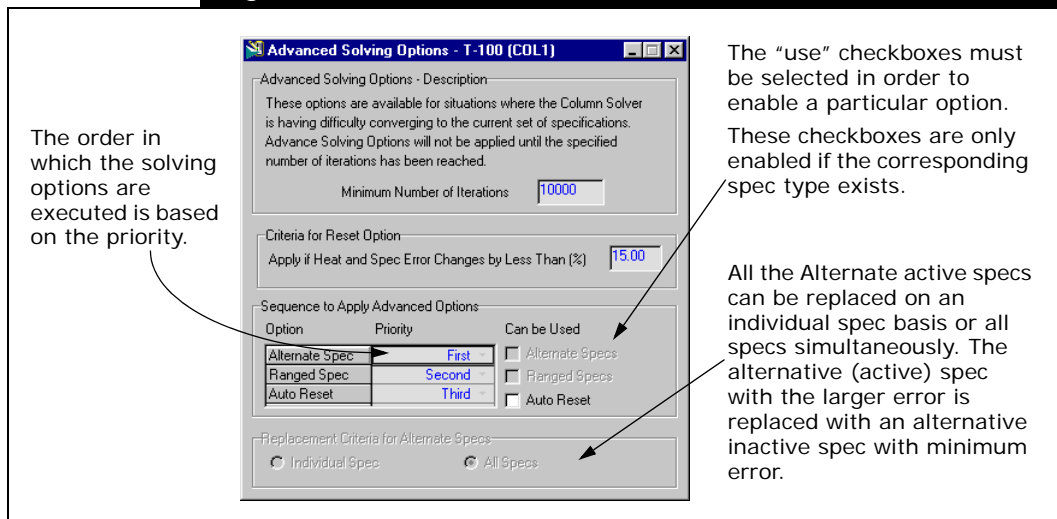 Advanced Solving Options - T-100 (COL1)
Advanced Solving Options - Description
These options are available for situations where the Column Solver
is having difficulty converging to the current set of specifications.
Advance Solving Options will not be applied until the specified
number of iterations has been reached.
Minimum Number of Iterations 10000
Criteria for Reset Option
Apply if Heat and Spec Error Changes by Less Than (%) 15.00
Sequence to Apply Advanced Options
Option Priority Can be Used
Alternate Spec First Alternate Specs
Ranged Spec Second Ranged Specs
Auto Reset Third Auto Reset
Replacement Criteria for Alternate Specs
Individual Spec All Specs
The order in
which the solving
options are
executed is based
on the priority.
The “use” checkboxes must
be selected in order to
enable a particular option.
These checkboxes are only
enabled if the corresponding
spec type exists.
All the Alternate active specs
can be replaced on an
individual spec basis or all
specs simultaneously. The
alternative (active) spec
with the larger error is
replaced with an alternative
inactive spec with minimum
error.